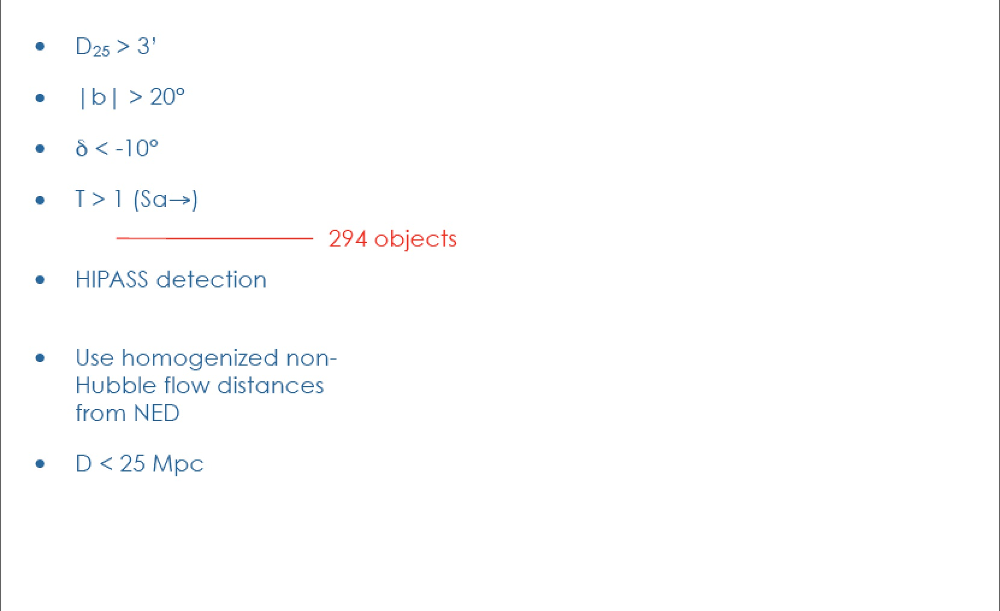 • D₂₅ > 3’
• |b| > 20°
• δ < -10°
• T > 1 (Sa→)
294 objects
• HIPASS detection
• Use homogenized non-
Hubble flow distances
from NED
• D < 25 Mpc